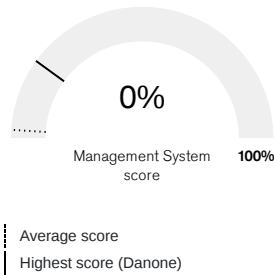 0%
Management System
score
100%
Average score
Highest score (Danone)